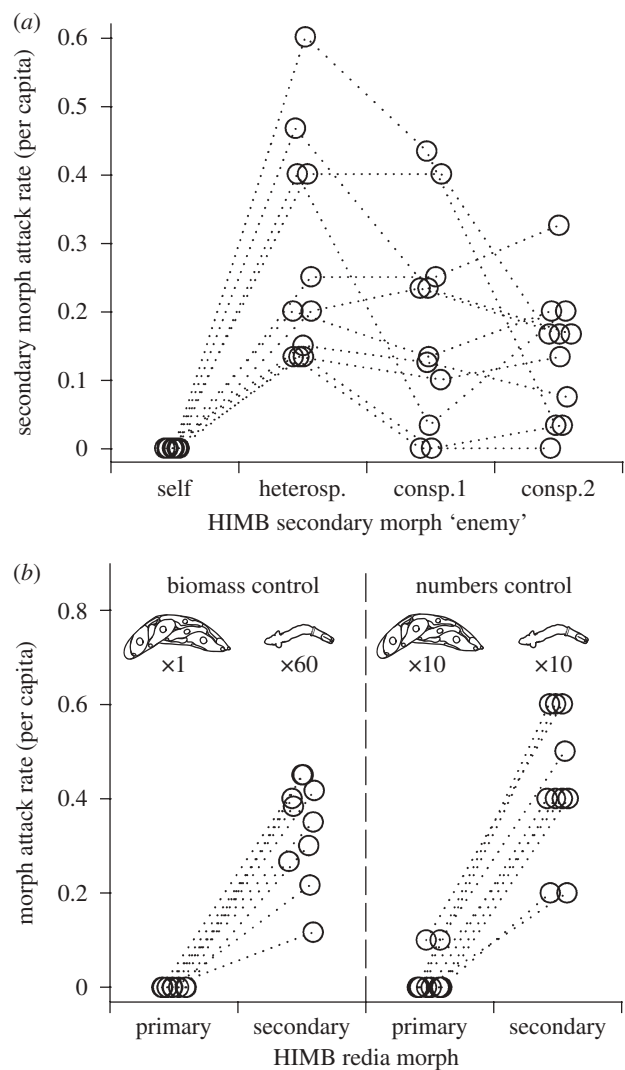 (a)
0.6
0.5
0.4
0.3
0.2
0.1
0
secondary morph attack rate (per capita)
self heterosp. consp.1 consp.2
HIMB secondary morph ‘enemy’
(b)
biomass control numbers control
0.8
×1 ×60 ×10 ×10
0.6
0.4
0.2
0
morph attack rate (per capita)
primary secondary primary secondary
HIMB redia morph